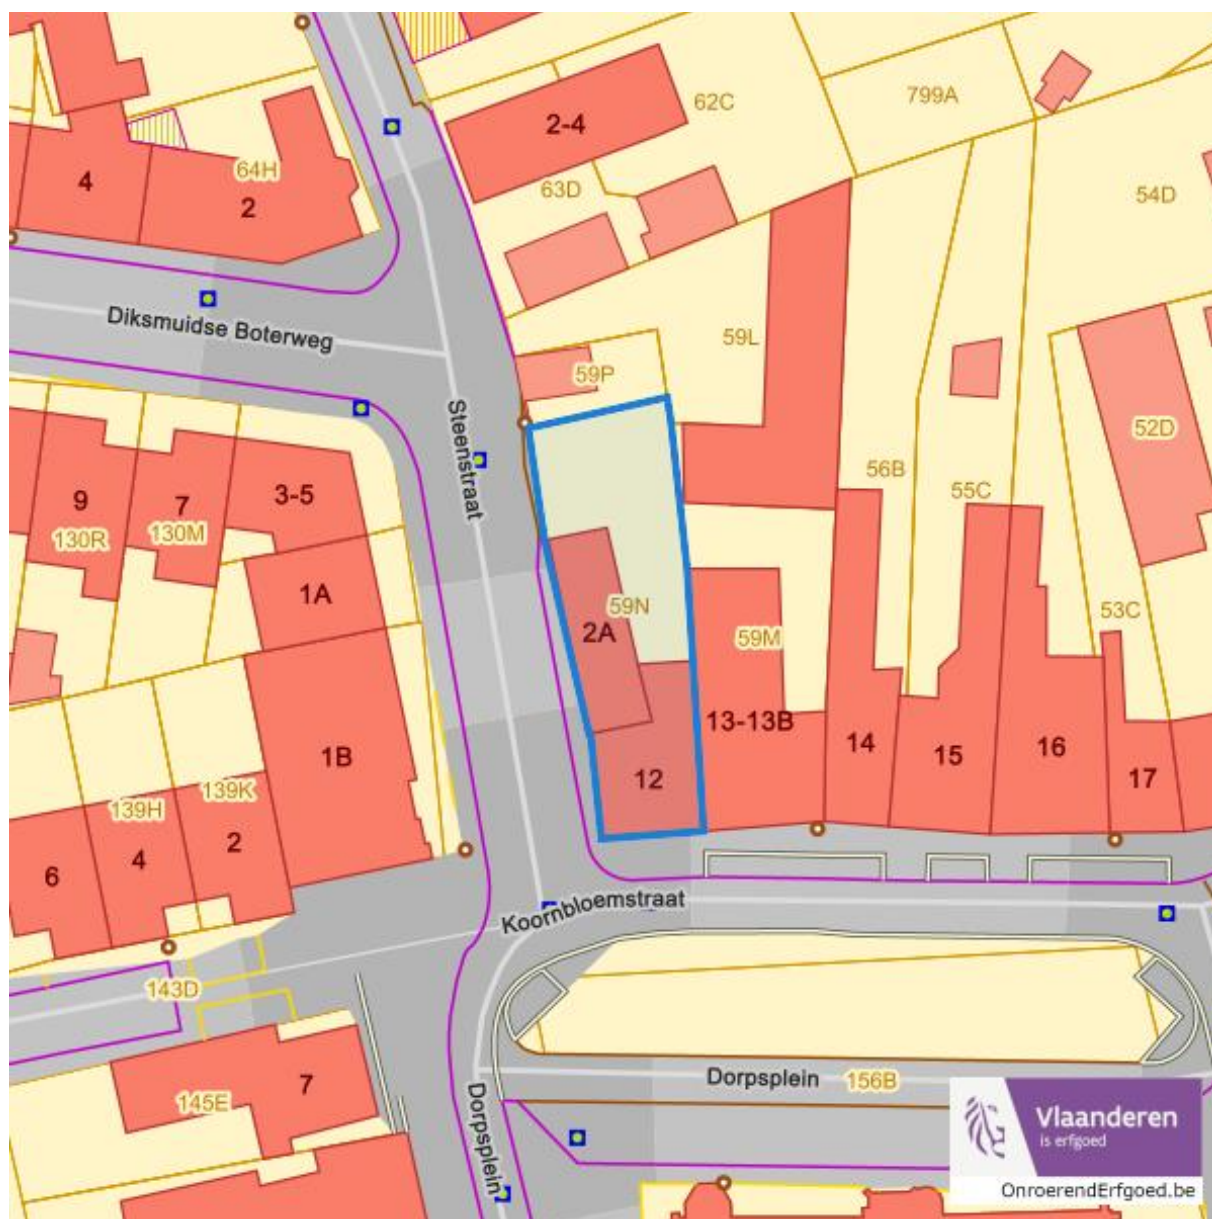 2-4
62C
799A
4
64H
2
63D
54D
Diksmuidse Boterweg
59L
59P
Steenstraat
52D
9
7
3-5
56B
55C
130R
130M
1A
59N
53C
2A
59M
13-13B
14
15
16
17
1B
12
139K
139H
6
4
2
Koornbloemstraat
143D
Dorpsplein
156B
7
145E
Dorpsplein
Vlaanderen
is erfgoed
OnroerendErfgoed.be